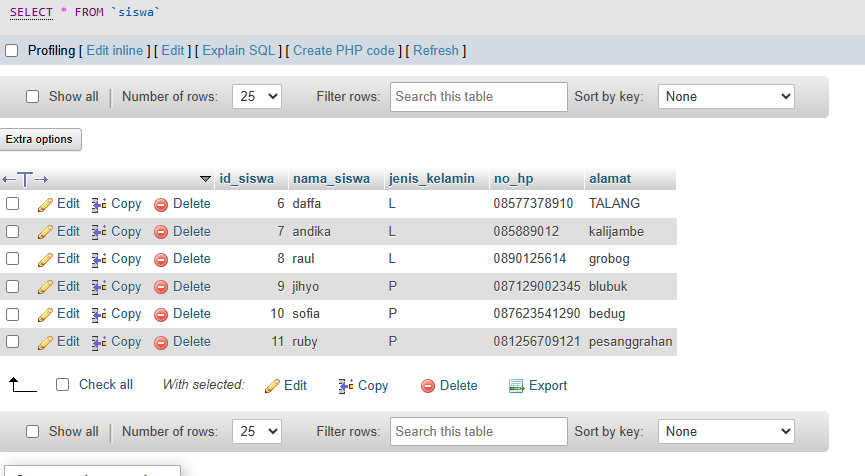 SELECT * FROM `siswa`
Profiling [ Edit inline ] [ Edit ] [ Explain SQL ] [ Create PHP code ] [ Refresh ]
Show all Number of rows: 25 Filter rows: Search this table Sort by key: None
Extra options
←T→ id_siswa nama_siswa jenis_kelamin no_hp alamat
Edit Copy Delete 6 daffa L 08577378910 TALANG
Edit Copy Delete 7 andika L 085889012 kalijambe
Edit Copy Delete 8 raul L 0890125614 grobog
Edit Copy Delete 9 jihyo P 087129002345 blubuk
Edit Copy Delete 10 sofia P 087623541290 bedug
Edit Copy Delete 11 ruby P 081256709121 pesanggrahan
Check all With selected: Edit Copy Delete Export
Show all Number of rows: 25 Filter rows: Search this table Sort by key: None